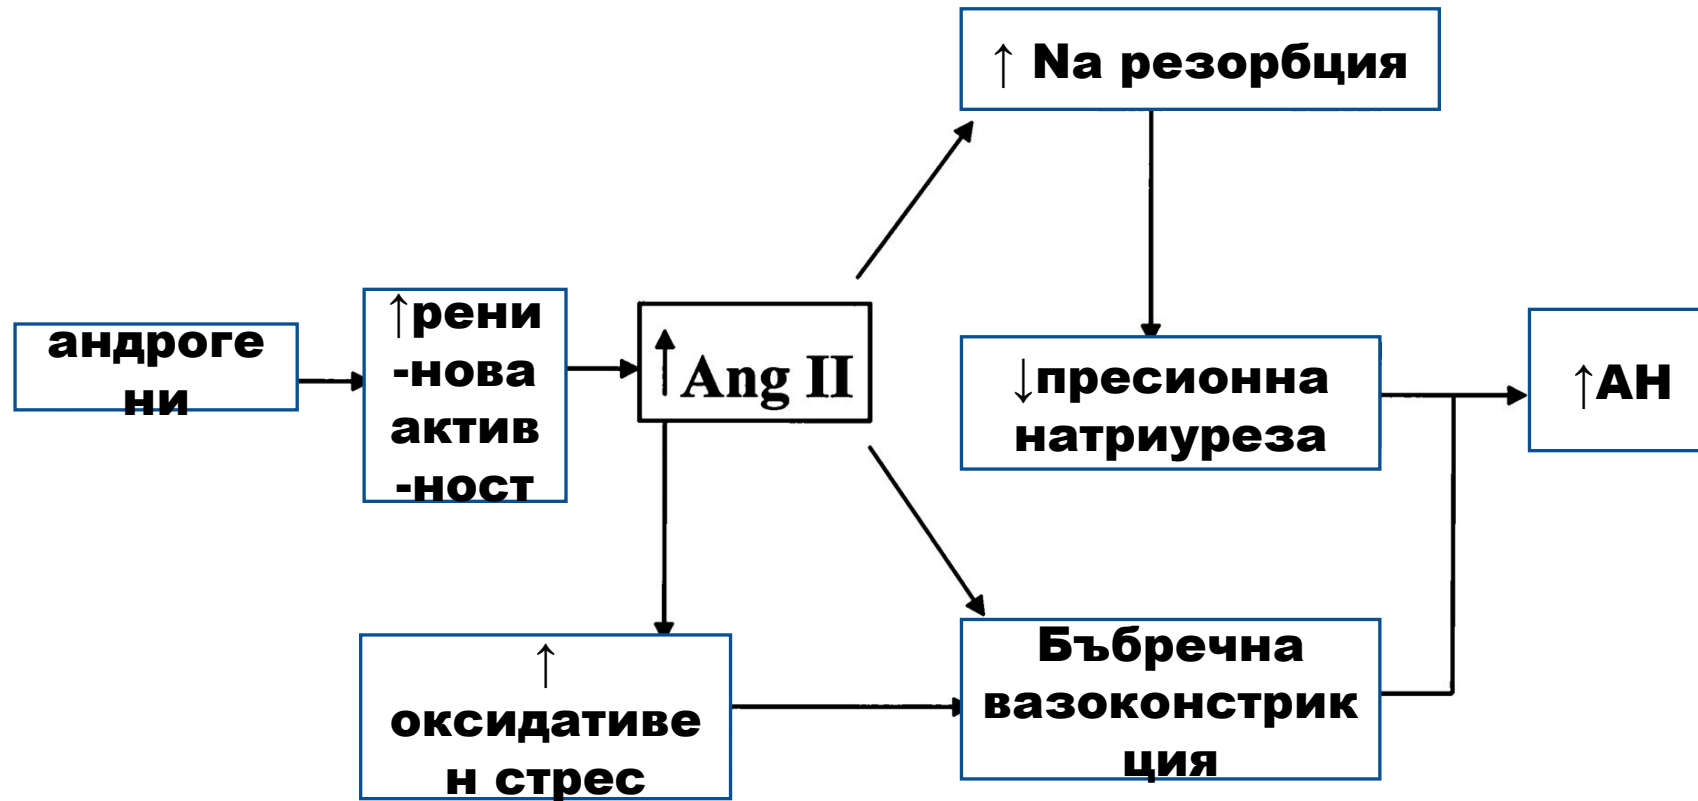 ↑ Na резорбция
андроге
ни
↑рени
-нова
актив
-ност
↑ Ang II
↓пресионна
натриуреза
↑АН
↑
оксидативе
н стрес
Бъбречна
вазоконстрик
ция